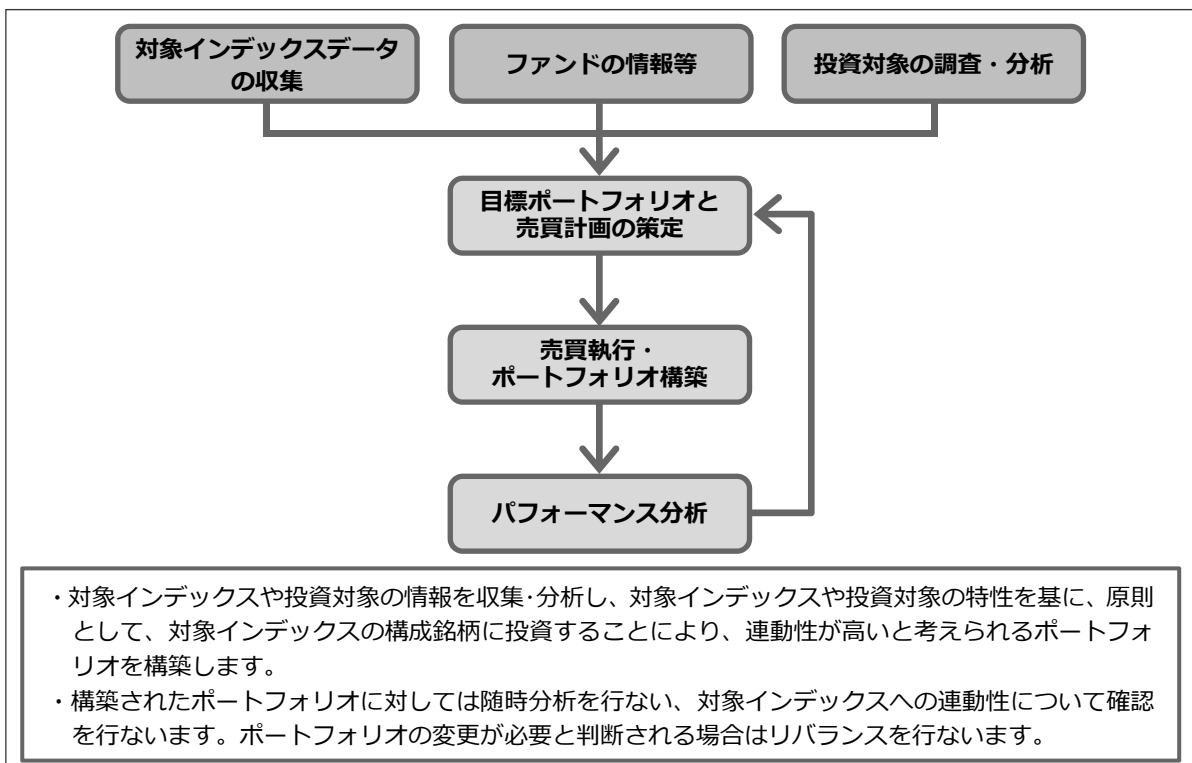 対象インデックスデータ
の収集
ファンドの情報等
投資対象の調査・分析
目標ポートフォリオと
売買計画の策定
売買執行・
ポートフォリオ構築
パフォーマンス分析
・対象インデックスや投資対象の情報を収集・分析し、対象インデックスや投資対象の特性を基に、原則
として、対象インデックスの構成銘柄に投資することにより、連動性が高いと考えられるポートフォ
リオを構築します。
・構築されたポートフォリオに対しては随時分析を行ない、対象インデックスへの連動性について確認
を行ないます。ポートフォリオの変更が必要と判断される場合はリバランスを行ないます。